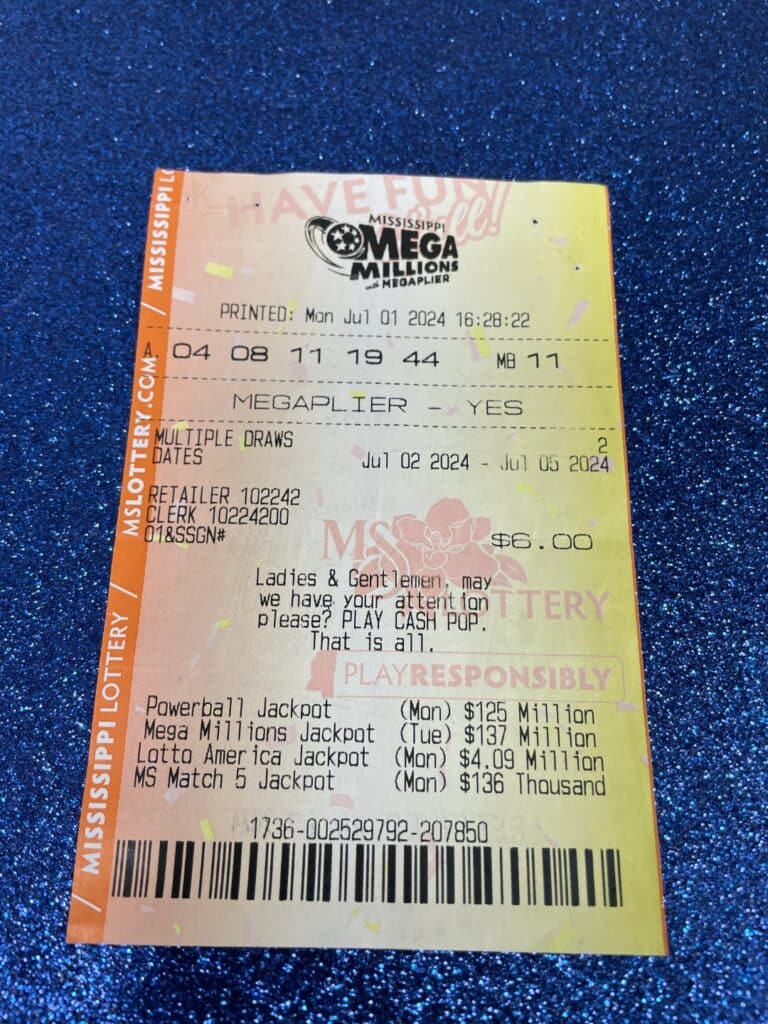 HAVE FUN
MISSISSIPPI
MEGA
MILLIONS
with MEGAPLIER
PRINTED: Mon Jul 01 2024 16:28:22
A. 04 08 11 19 44 MB 11
MEGAPLIER - YES
MULTIPLE DRAWS 2
DATES Jul 02 2024 - Jul 05 2024
RETAILER 102242
CLERK 10224200
01&SSGN#
$6.00
MS LOTTERY
Ladies & Gentlemen, may
we have your attention
please? PLAY CASH POP.
That is all.
PLAYRESPONSIBLY
Powerball Jackpot (Mon) $125 Million
Mega Millions Jackpot (Tue) $137 Million
Lotto America Jackpot (Mon) $4.09 Million
MS Match 5 Jackpot (Mon) $136 Thousand
1736-002529792-207850
/ MISSISSIPPI LOTTERY / MSLOTTERY.COM / MISSISSIPPI